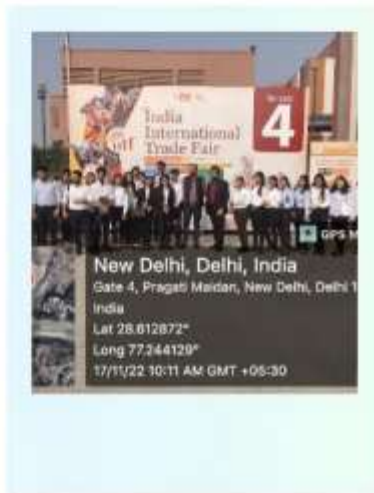 India
International
Trade Fair
4
GPS M
New Delhi, Delhi, India
Gate 4, Pragati Maidan, New Delhi, Delhi 1
India
Lat 28.612872°
Long 77.244129°
17/11/22 10:11 AM GMT +05:30